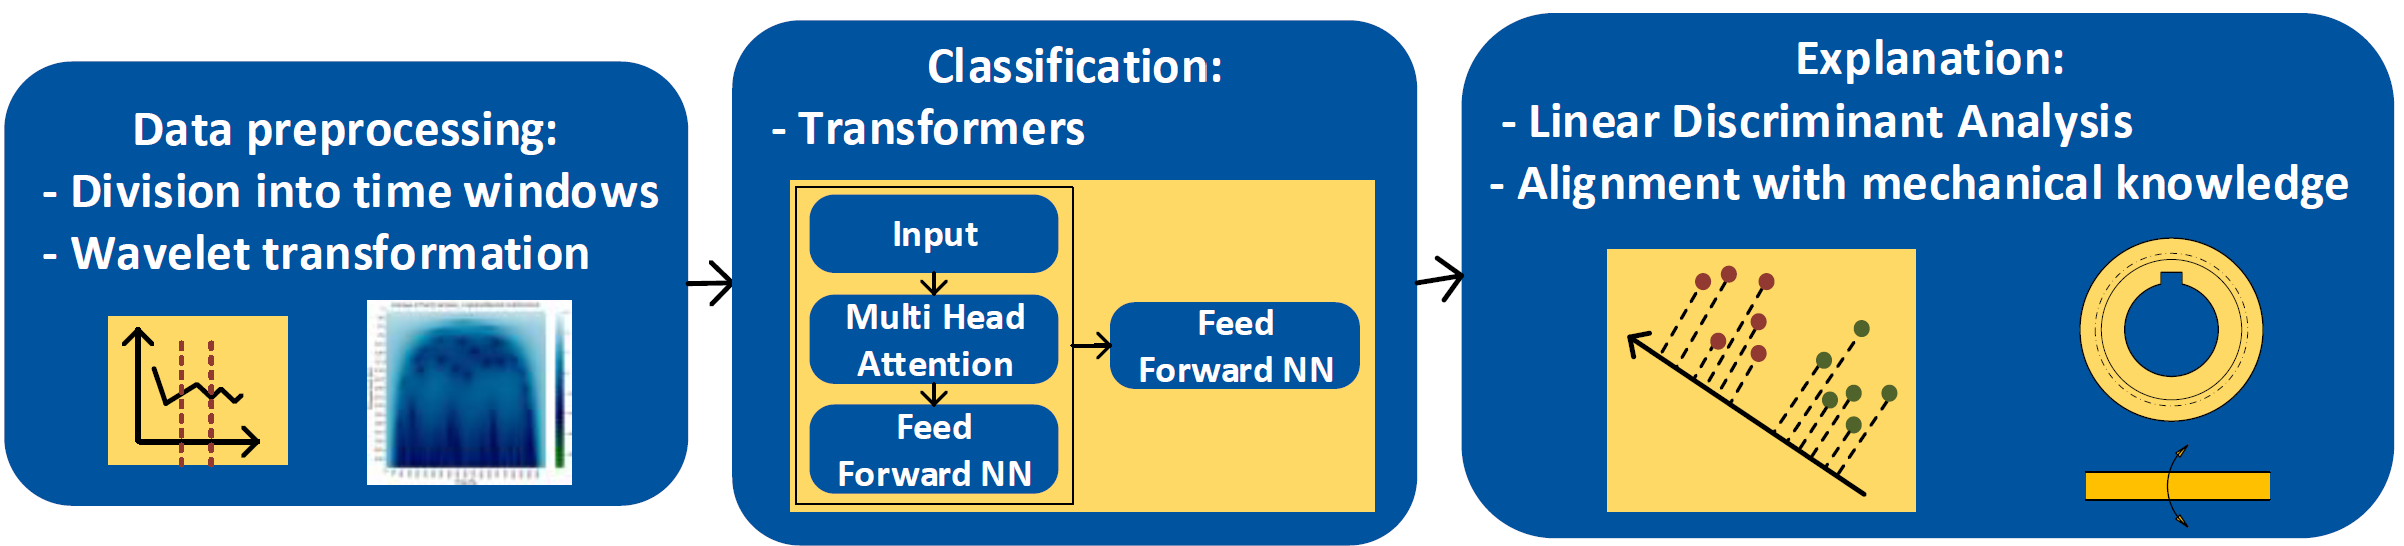 Data preprocessing:
- Division into time windows
- Wavelet transformation
Classification:
- Transformers
Input
Multi Head
Attention
Feed
Forward NN
Feed
Forward NN
Explanation:
- Linear Discriminant Analysis
- Alignment with mechanical knowledge